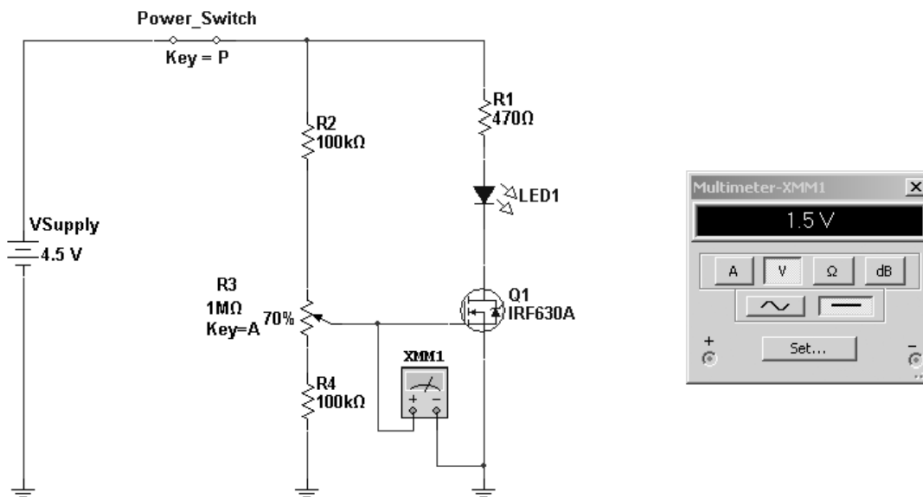 Power_Switch
Key = P
R1
470Ω
R2
100kΩ
LED1
VSupply
4.5 V
R3
1MΩ
Key=A
70%
Q1
IRF630A
XMM1
R4
100kΩ
+ −
Multimeter-XMM1 X
1.5 V
A V Ω dB
Set...
+ −